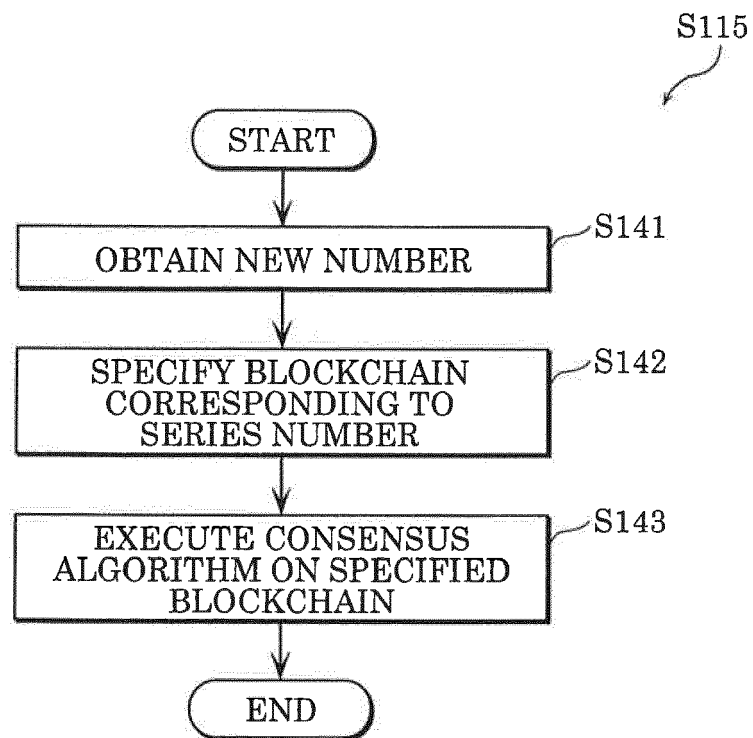 S115
START
S141
OBTAIN NEW NUMBER
S142
SPECIFY BLOCKCHAIN
CORRESPONDING TO
SERIES NUMBER
S143
EXECUTE CONSENSUS
ALGORITHM ON SPECIFIED
BLOCKCHAIN
END